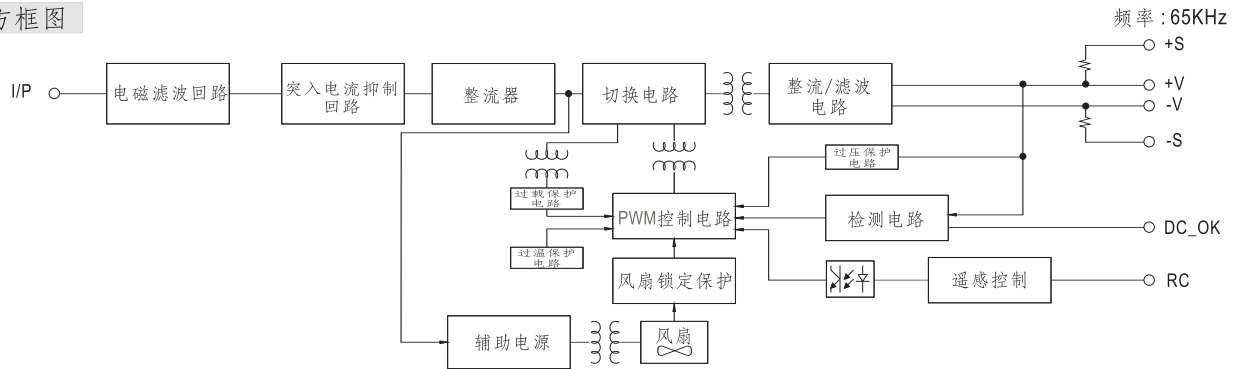 方框图
频率 : 65KHz
+S
I/P
电磁滤波回路
突入电流抑制
回路
整流器
切换电路
整流/滤波
电路
+V
-V
-S
过压保护
电路
过载保护
电路
PWM控制电路
检测电路
DC_OK
过温保护
电路
风扇锁定保护
遥感控制
RC
辅助电源
风扇